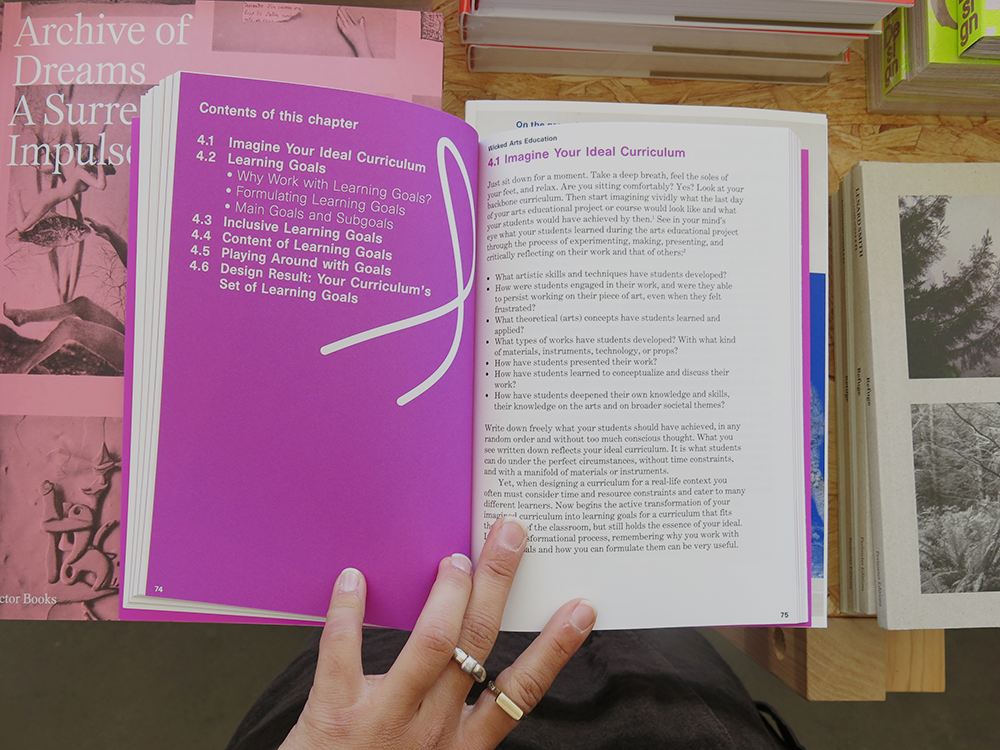 Archive of
Dreams
A Surre
Impulse
ctor Books
Contents of this chapter
4.1 Imagine Your Ideal Curriculum
4.2 Learning Goals
• Why Work with Learning Goals?
• Formulating Learning Goals
• Main Goals and Subgoals
4.3 Inclusive Learning Goals
4.4 Content of Learning Goals
4.5 Playing Around with Goals
4.6 Design Result: Your Curriculum's
Set of Learning Goals
74
On the
Wicked Arts Education
4.1 Imagine Your Ideal Curriculum
Just sit down for a moment. Take a deep breath, feel the soles of
your feet, and relax. Are you sitting comfortably? Yes? Look at your
backbone curriculum. Then start imagining vividly what the last day
of your arts educational project or course would look like and what
your students would have achieved by then.¹ See in your mind's
eye what your students learned during the arts educational project
through the process of experimenting, making, presenting, and
critically reflecting on their work and that of others:²
• What artistic skills and techniques have students developed?
• How were students engaged in their work, and were they able
to persist working on their piece of art, even when they felt
frustrated?
• What theoretical (arts) concepts have students learned and
applied?
• What types of works have students developed? With what kind
of materials, instruments, technology, or props?
• How have students presented their work?
• How have students learned to conceptualize and discuss their
work?
• How have students deepened their own knowledge and skills,
their knowledge on the arts and on broader societal themes?
Write down freely what your students should have achieved, in any
random order and without too much conscious thought. What you
see written down reflects your ideal curriculum. It is what students
can do under the perfect circumstances, without time constraints,
and with a manifold of materials or instruments.
Yet, when designing a curriculum for a real-life context you
often must consider time and resource constraints and cater to many
different learners. Now begins the active transformation of your
imagined curriculum into learning goals for a curriculum that fits
the of the classroom, but still holds the essence of your ideal.
sformational process, remembering why you work with
als and how you can formulate them can be very useful.
75
LENARD SMITH
Refuge
Refuge
Refuge
sign
sign